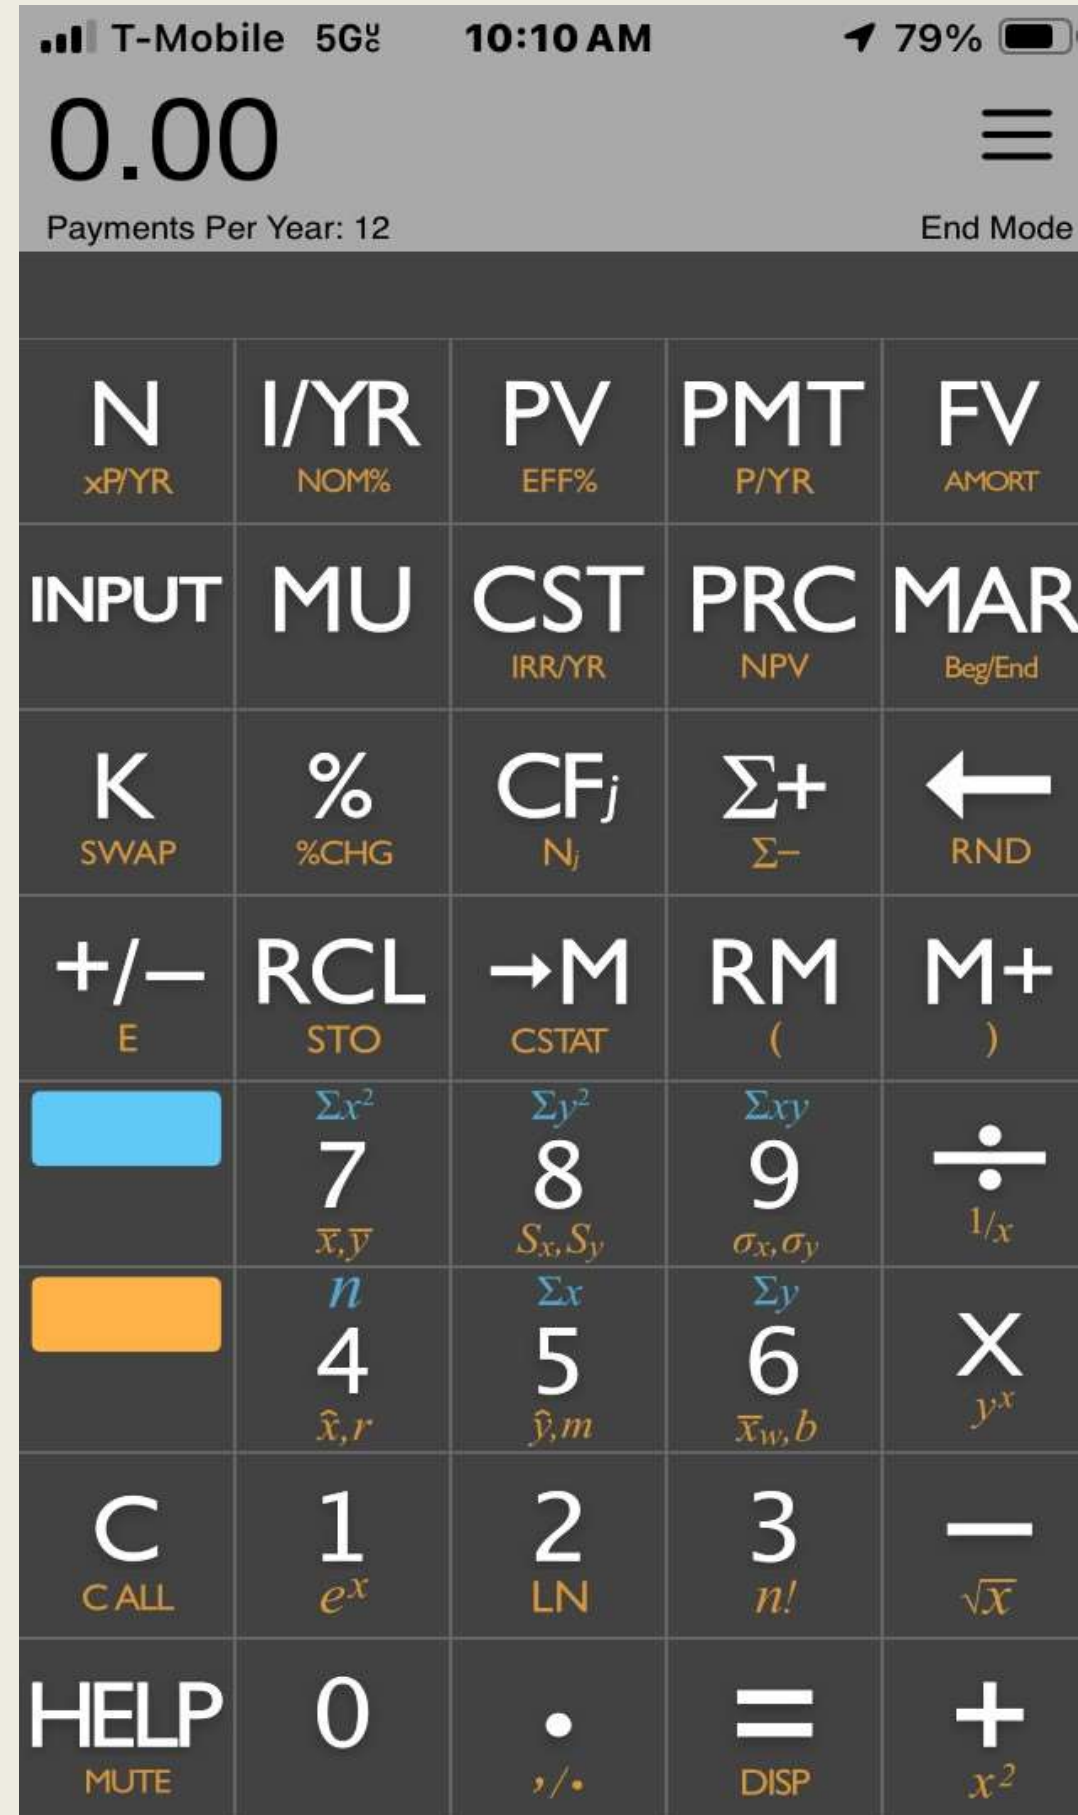 T-Mobile 5GUC 10:10 AM 79%
0.00
Payments Per Year: 12 End Mode
N I/YR PV PMT FV
xP/YR NOM% EFF% P/YR AMORT
INPUT MU CST PRC MAR
IRR/YR NPV Beg/End
K % CFj Σ+ ←
SWAP %CHG Nj Σ− RND
+/− RCL →M RM M+
E STO CSTAT ( )
Σx² Σy² Σxy
7 8 9 ÷
x̅,y̅ Sx,Sy σx,σy 1/x
n Σx Σy
4 5 6 X
x̂,r ŷ,m x̅w,b yˣ
C 1 2 3 −
C ALL eˣ LN n! √x̅
HELP 0 . = +
MUTE ,/. DISP x²